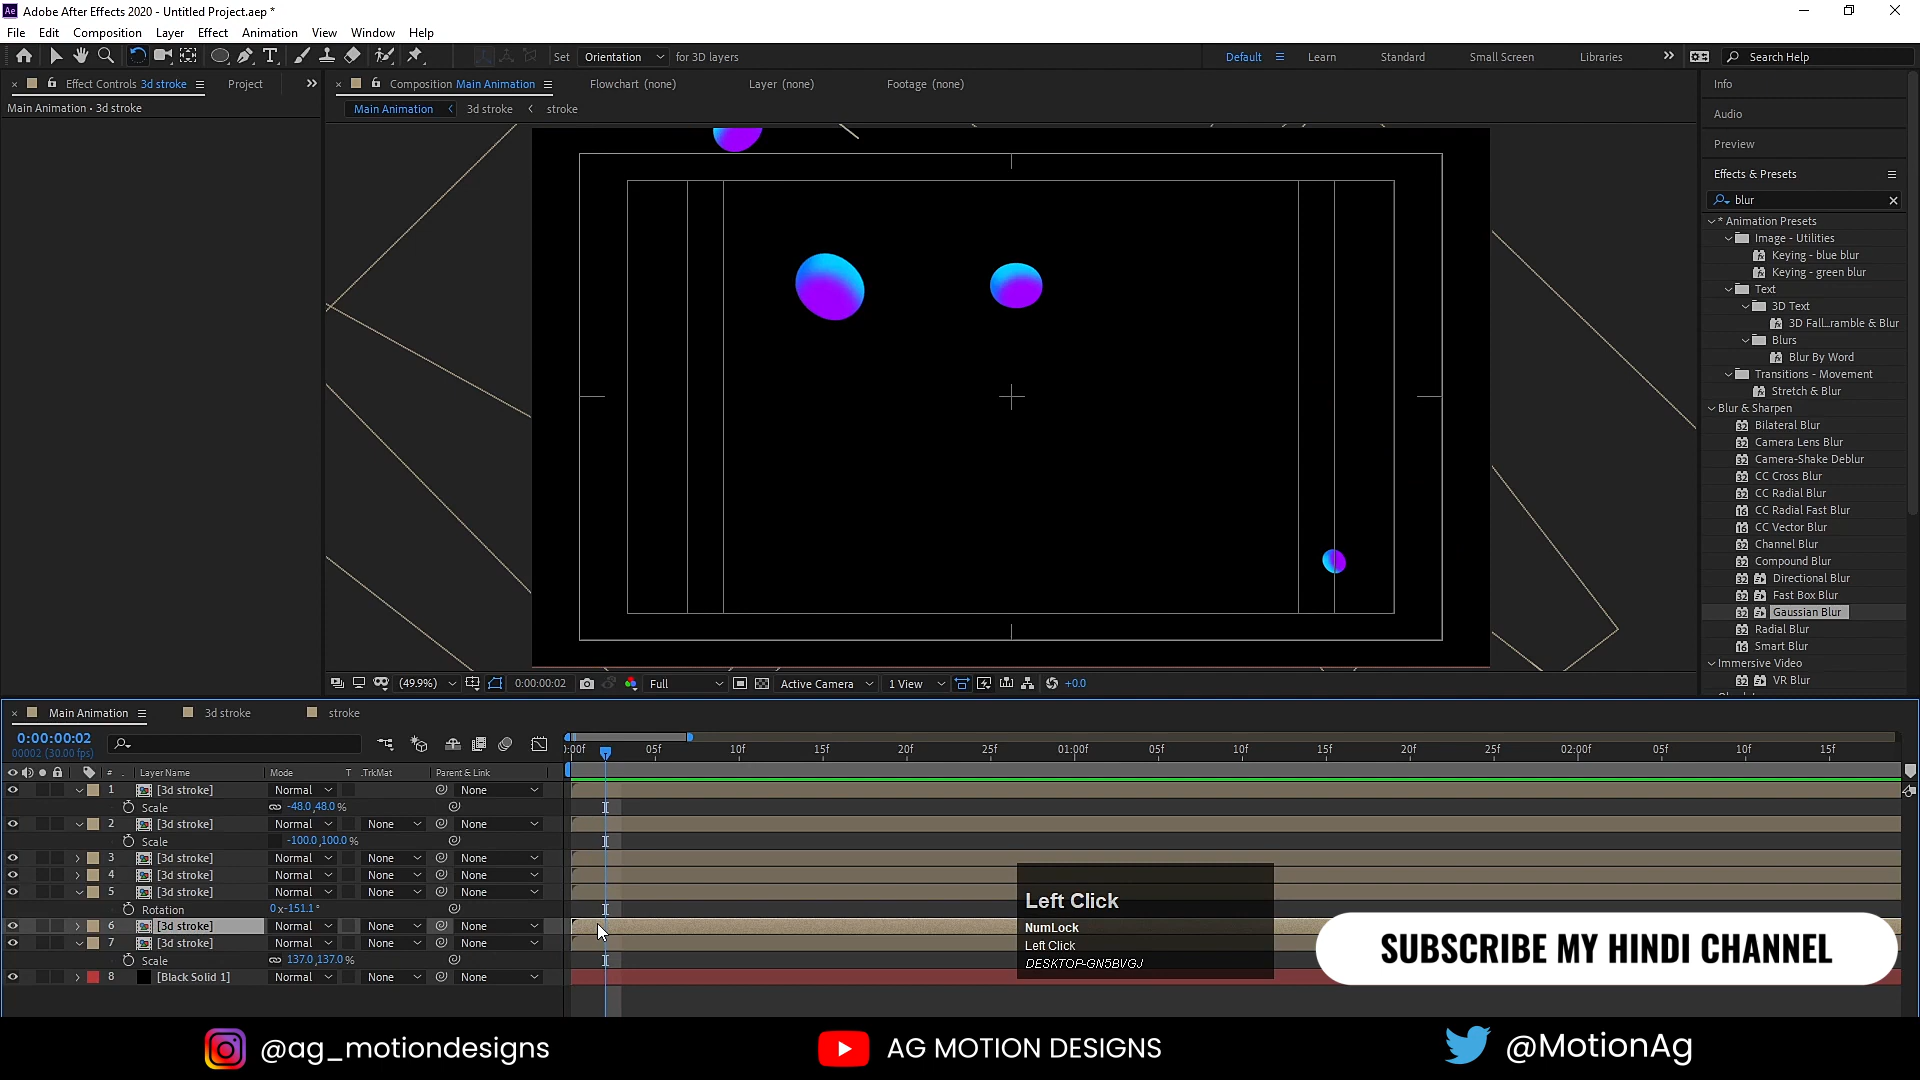 Adobe After Effects 2020 - Untitled Project.aep *
File Edit Composition Layer Effect Animation View Window Help
Set Orientation for 3D layers Default Learn Standard Small Screen Libraries Search Help
Effect Controls 3d stroke Project
Composition Main Animation Flowchart (none) Layer (none) Footage (none)
Main Animation • 3d stroke
Main Animation 3d stroke stroke
Info
Audio
Preview
Effects & Presets
blur
* Animation Presets
Image - Utilities
Keying - blue blur
Keying - green blur
Text
3D Text
3D Fall...ramble & Blur
Blurs
Blur By Word
Transitions - Movement
Stretch & Blur
Blur & Sharpen
Bilateral Blur
Camera Lens Blur
Camera-Shake Deblur
CC Cross Blur
CC Radial Blur
CC Radial Fast Blur
CC Vector Blur
Channel Blur
Compound Blur
Directional Blur
Fast Box Blur
Gaussian Blur
Radial Blur
Smart Blur
Immersive Video
VR Blur
(49.9%) 0:00:00:02 Full Active Camera 1 View +0.0
Main Animation 3d stroke stroke
0:00:00:02
00002 (30.00 fps)
:00f 05f 10f 15f 20f 25f 01:00f 05f 10f 15f 20f 25f 02:00f 05f 10f 15f
# Layer Name Mode T .TrkMat Parent & Link
1 [3d stroke] Normal None
Scale -48.0,48.0 %
2 [3d stroke] Normal None None
Scale -100.0,100.0 %
3 [3d stroke] Normal None None
4 [3d stroke] Normal None None
5 [3d stroke] Normal None None
Rotation 0x-151.1°
6 [3d stroke] Normal None None
7 [3d stroke] Normal None None
Scale 137.0,137.0 %
8 [Black Solid 1] Normal None None
Left Click
NumLock
Left Click
DESKTOP-GN5BVGJ
SUBSCRIBE MY HINDI CHANNEL
@ag_motiondesigns AG MOTION DESIGNS @MotionAg